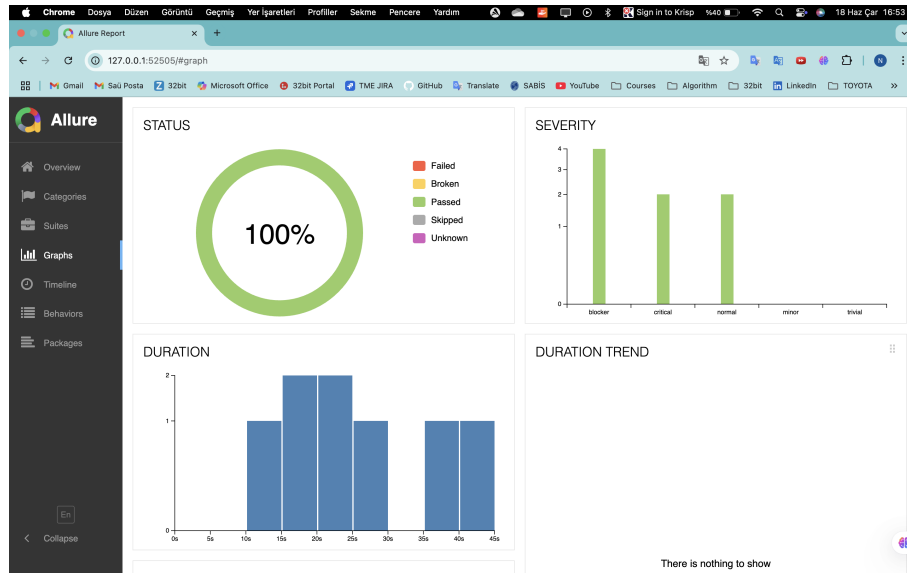 Chrome Dosya Düzen Görüntü Geçmiş Yer İşaretleri Profiller Sekme Pencere Yardım Sign in to Krisp %40 18 Haz Çar 16:53
Allure Report
127.0.0.1:52505/#graph
N
Gmail Saü Posta 32bit Microsoft Office 32bit Portal TME JIRA GitHub Translate SABİS YouTube Courses Algorithm 32bit LinkedIn TOYOTA
Allure
Overview
Categories
Suites
Graphs
Timeline
Behaviors
Packages
En
Collapse
STATUS
100%
Failed
Broken
Passed
Skipped
Unknown
SEVERITY
4
3
2
1
0
blocker critical normal minor trivial
DURATION
2
1
0
0s 5s 10s 15s 20s 25s 30s 35s 40s 45s
DURATION TREND
There is nothing to show